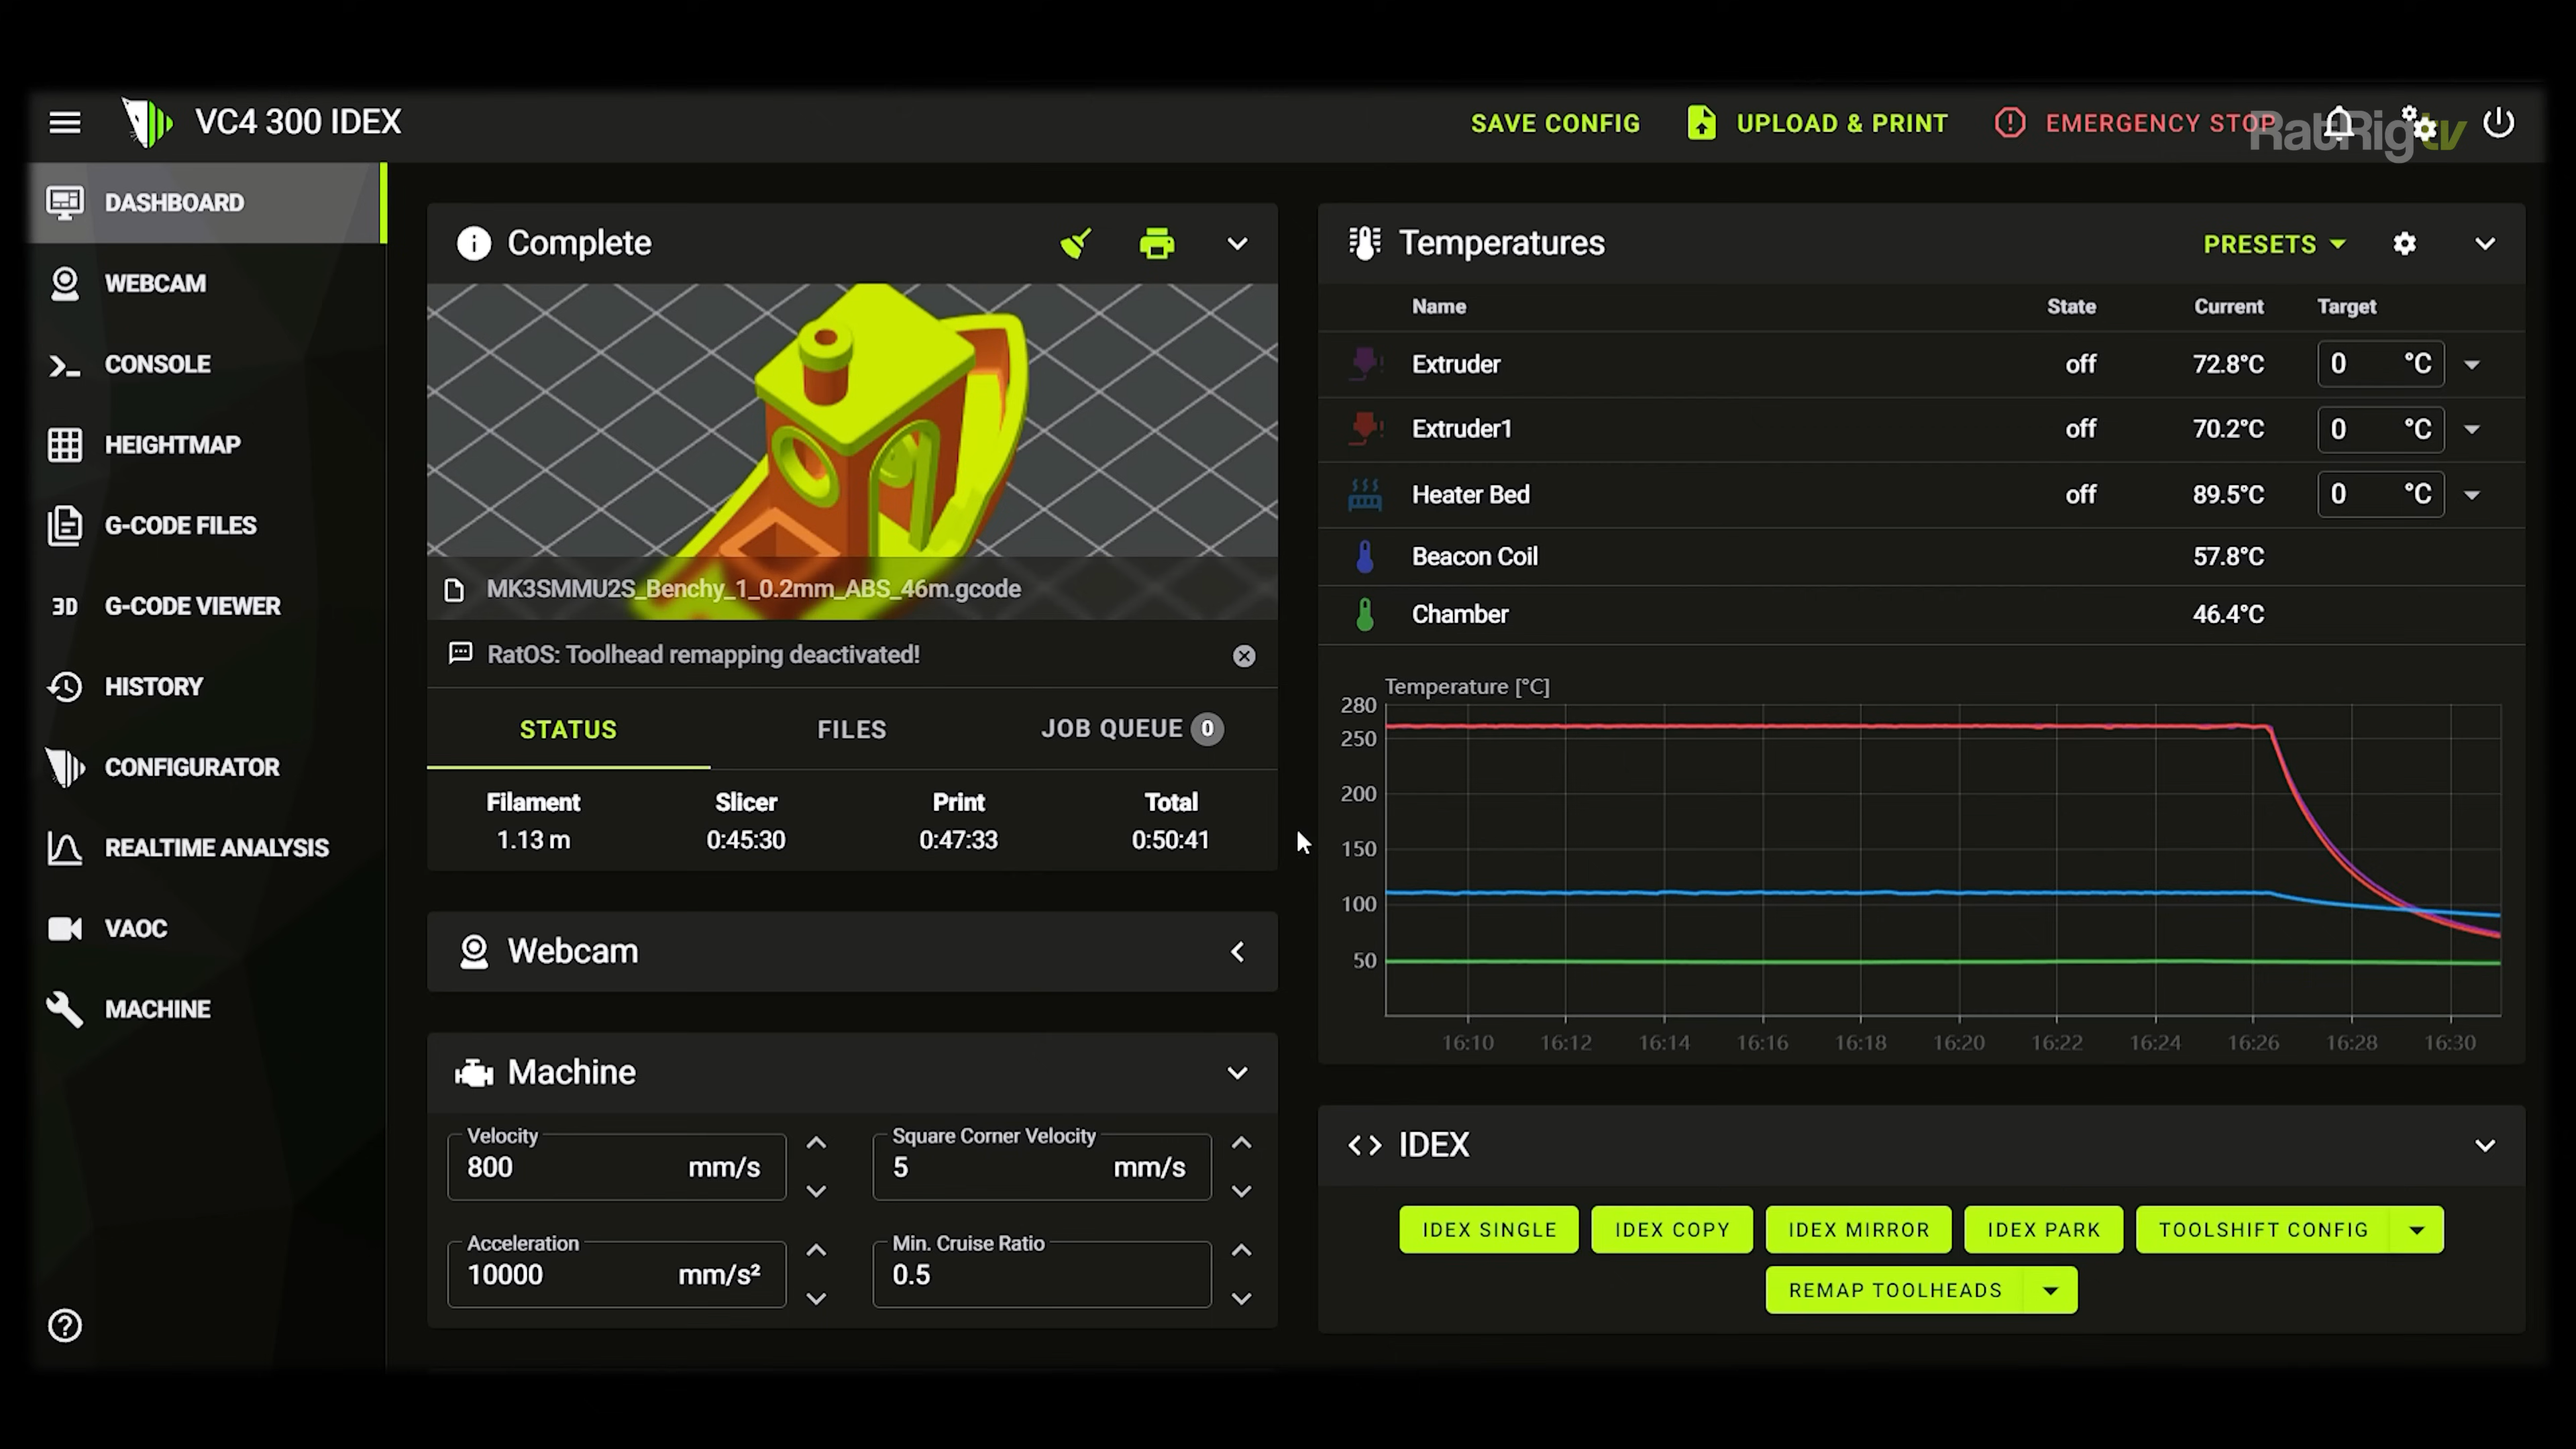 VC4 300 IDEX
SAVE CONFIG
UPLOAD & PRINT
EMERGENCY STOP
RatRigtv
DASHBOARD
WEBCAM
CONSOLE
HEIGHTMAP
G-CODE FILES
3D G-CODE VIEWER
HISTORY
CONFIGURATOR
REALTIME ANALYSIS
VAOC
MACHINE
Complete
MK3SMMU2S_Benchy_1_0.2mm_ABS_46m.gcode
RatOS: Toolhead remapping deactivated!
STATUS FILES JOB QUEUE 0
Filament Slicer Print Total
1.13 m 0:45:30 0:47:33 0:50:41
Webcam
Machine
Velocity Square Corner Velocity
800 mm/s 5 mm/s
Acceleration Min. Cruise Ratio
10000 mm/s² 0.5
Temperatures PRESETS
Name State Current Target
Extruder off 72.8°C 0 °C
Extruder1 off 70.2°C 0 °C
Heater Bed off 89.5°C 0 °C
Beacon Coil 57.8°C
Chamber 46.4°C
Temperature [°C]
280
250
200
150
100
50
16:10 16:12 16:14 16:16 16:18 16:20 16:22 16:24 16:26 16:28 16:30
IDEX
IDEX SINGLE IDEX COPY IDEX MIRROR IDEX PARK TOOLSHIFT CONFIG
REMAP TOOLHEADS